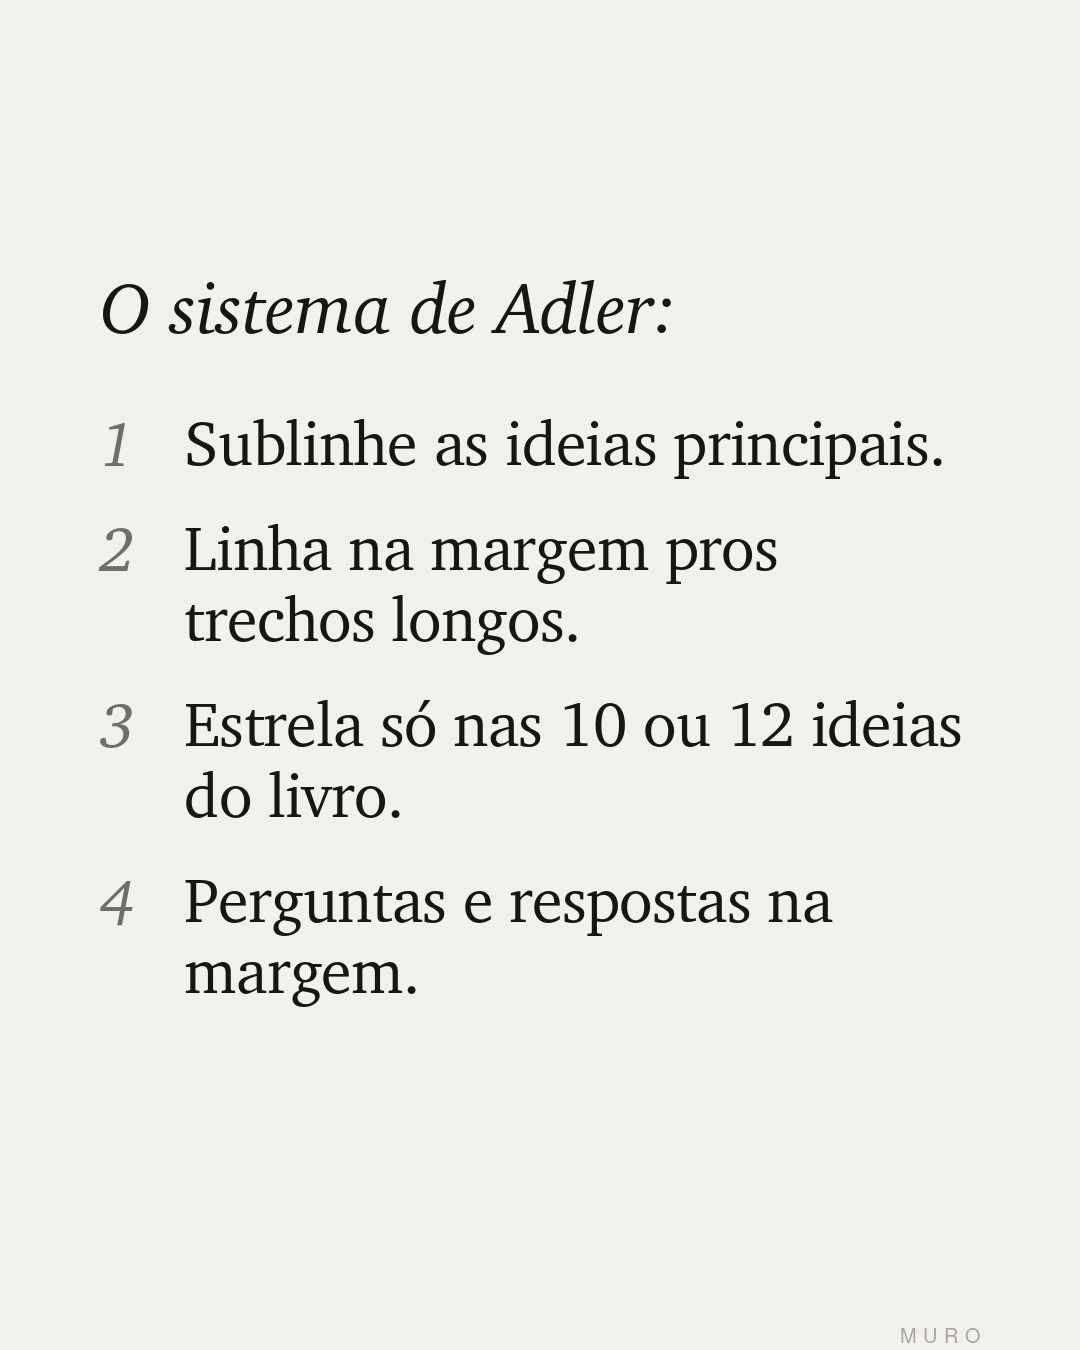 O sistema de Adler:
1 Sublinhe as ideias principais.
2 Linha na margem pros
trechos longos.
3 Estrela só nas 10 ou 12 ideias
do livro.
4 Perguntas e respostas na
margem.
MURO